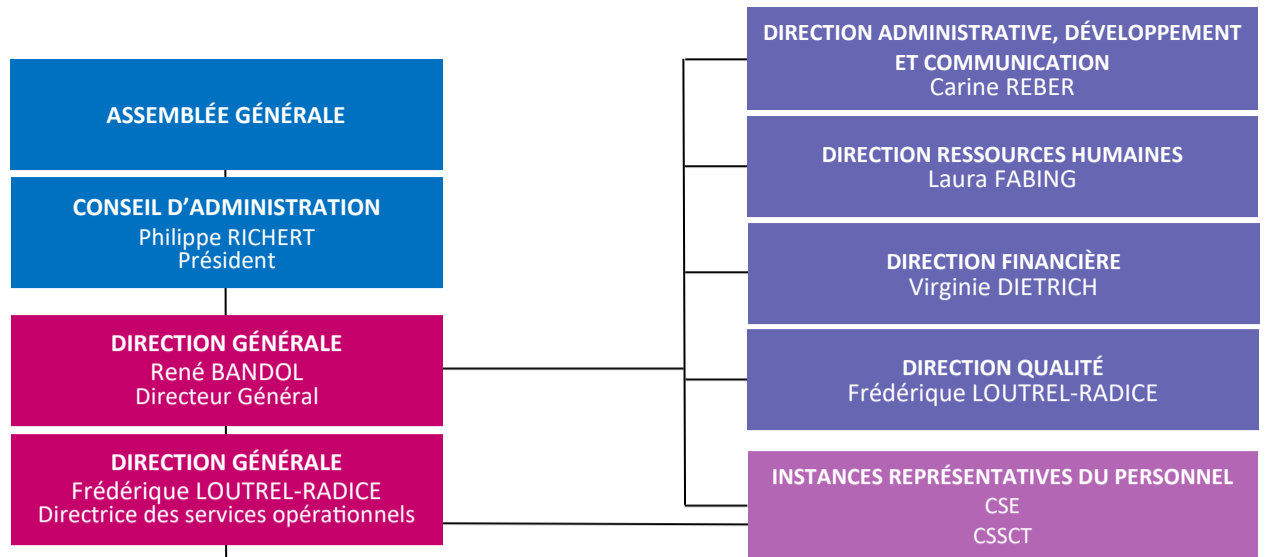 ASSEMBLÉE GÉNÉRALE
CONSEIL D’ADMINISTRATION
Philippe RICHERT
Président
DIRECTION GÉNÉRALE
René BANDOL
Directeur Général
DIRECTION GÉNÉRALE
Frédérique LOUTREL-RADICE
Directrice des services opérationnels
DIRECTION ADMINISTRATIVE, DÉVELOPPEMENT
ET COMMUNICATION
Carine REBER
DIRECTION RESSOURCES HUMAINES
Laura FABING
DIRECTION FINANCIÈRE
Virginie DIETRICH
DIRECTION QUALITÉ
Frédérique LOUTREL-RADICE
INSTANCES REPRÉSENTATIVES DU PERSONNEL
CSE
CSSCT